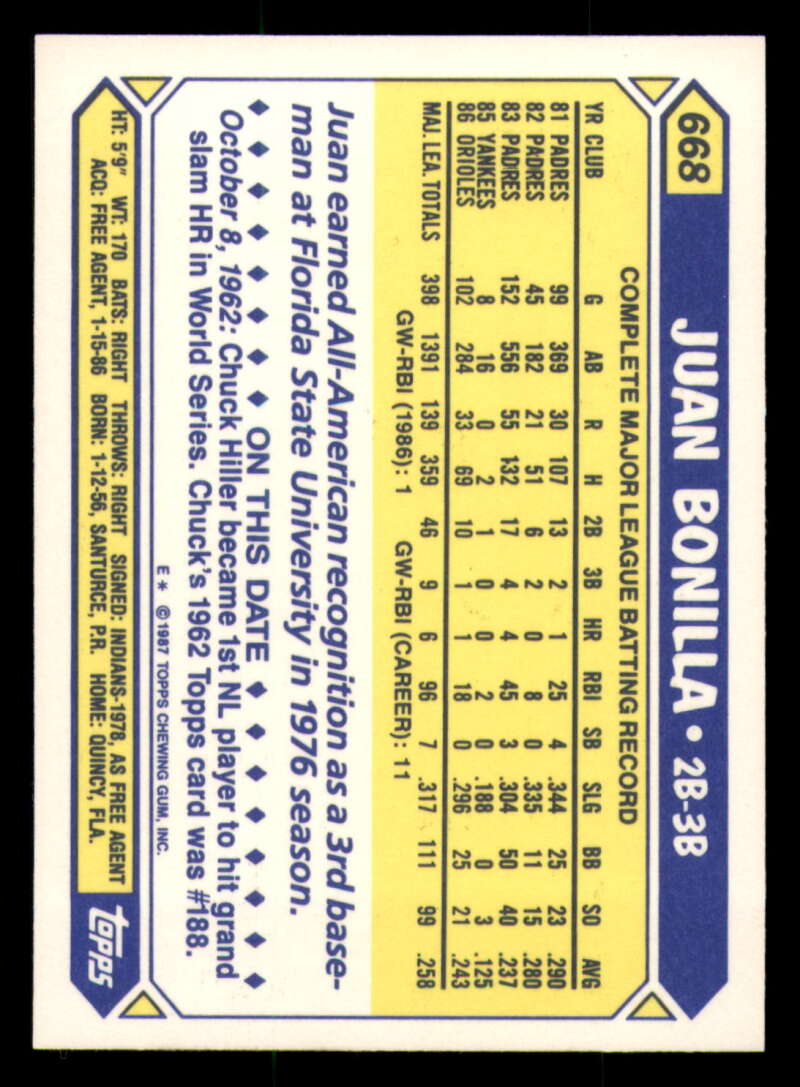 668
JUAN BONILLA • 2B-3B
COMPLETE MAJOR LEAGUE BATTING RECORD
YR CLUB G AB R H 2B 3B HR RBI SB SLG BB SO AVG
81 PADRES 99 369 30 107 13 2 1 25 4 .344 25 23 .290
82 PADRES 45 182 21 51 6 2 0 8 0 .335 11 15 .280
83 PADRES 152 556 55 132 17 4 4 45 3 .304 50 40 .237
85 YANKEES 8 16 0 2 1 0 0 2 0 .188 0 3 .125
86 ORIOLES 102 284 33 69 10 1 1 18 0 .296 25 21 .243
MAJ. LEA. TOTALS 398 1391 139 359 46 9 6 96 7 .317 111 99 .258
GW-RBI (1986): 1 GW-RBI (CAREER): 11
Juan earned All-American recognition as a 3rd base-
man at Florida State University in 1976 season.
ON THIS DATE
October 8, 1962: Chuck Hiller became 1st NL player to hit grand
slam HR in World Series. Chuck's 1962 Topps card was #188.
E* © 1987 TOPPS CHEWING GUM, INC.
HT: 5'9" WT: 170 BATS: RIGHT THROWS: RIGHT SIGNED: INDIANS-1978, AS FREE AGENT
ACQ: FREE AGENT, 1-15-86 BORN: 1-12-56, SANTURCE, P.R. HOME: QUINCY, FLA.
topps